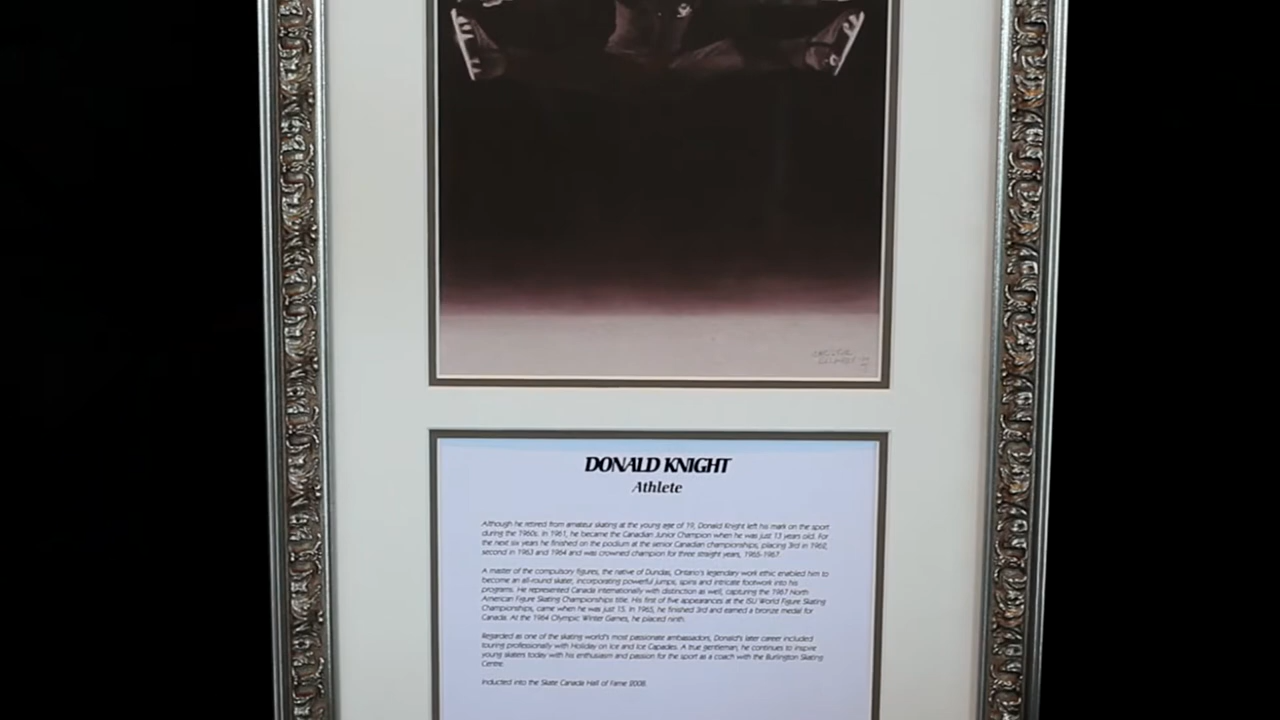 DONALD KNIGHT
Athlete
Although he retired from amateur skating at the young age of 19, Donald Knight left his mark on the sport
during the 1960s. In 1961, he became the Canadian Junior Champion when he was just 13 years old. For
the next six years he finished on the podium at the senior Canadian championships, placing 3rd in 1962,
second in 1963 and 1964 and was crowned champion for three straight years, 1965-1967.
A master of the compulsory figures, the native of Dundas, Ontario's legendary work ethic enabled him to
become an all-round skater, incorporating powerful jumps, spins and intricate footwork into his
programs. He represented Canada internationally with distinction as well, capturing the 1967 North
American Figure Skating Championships title. His first of five appearances at the ISU World Figure Skating
Championships, came when he was just 15. In 1965, he finished 3rd and earned a bronze medal for
Canada. At the 1964 Olympic Winter Games, he placed ninth.
Regarded as one of the skating world's most passionate ambassadors, Donald's later career included
touring professionally with Holiday on Ice and Ice Capades. A true gentleman, he continues to inspire
young skaters today with his enthusiasm and passion for the sport as a coach with the Burlington Skating
Centre.
Inducted into the Skate Canada Hall of Fame 2008.